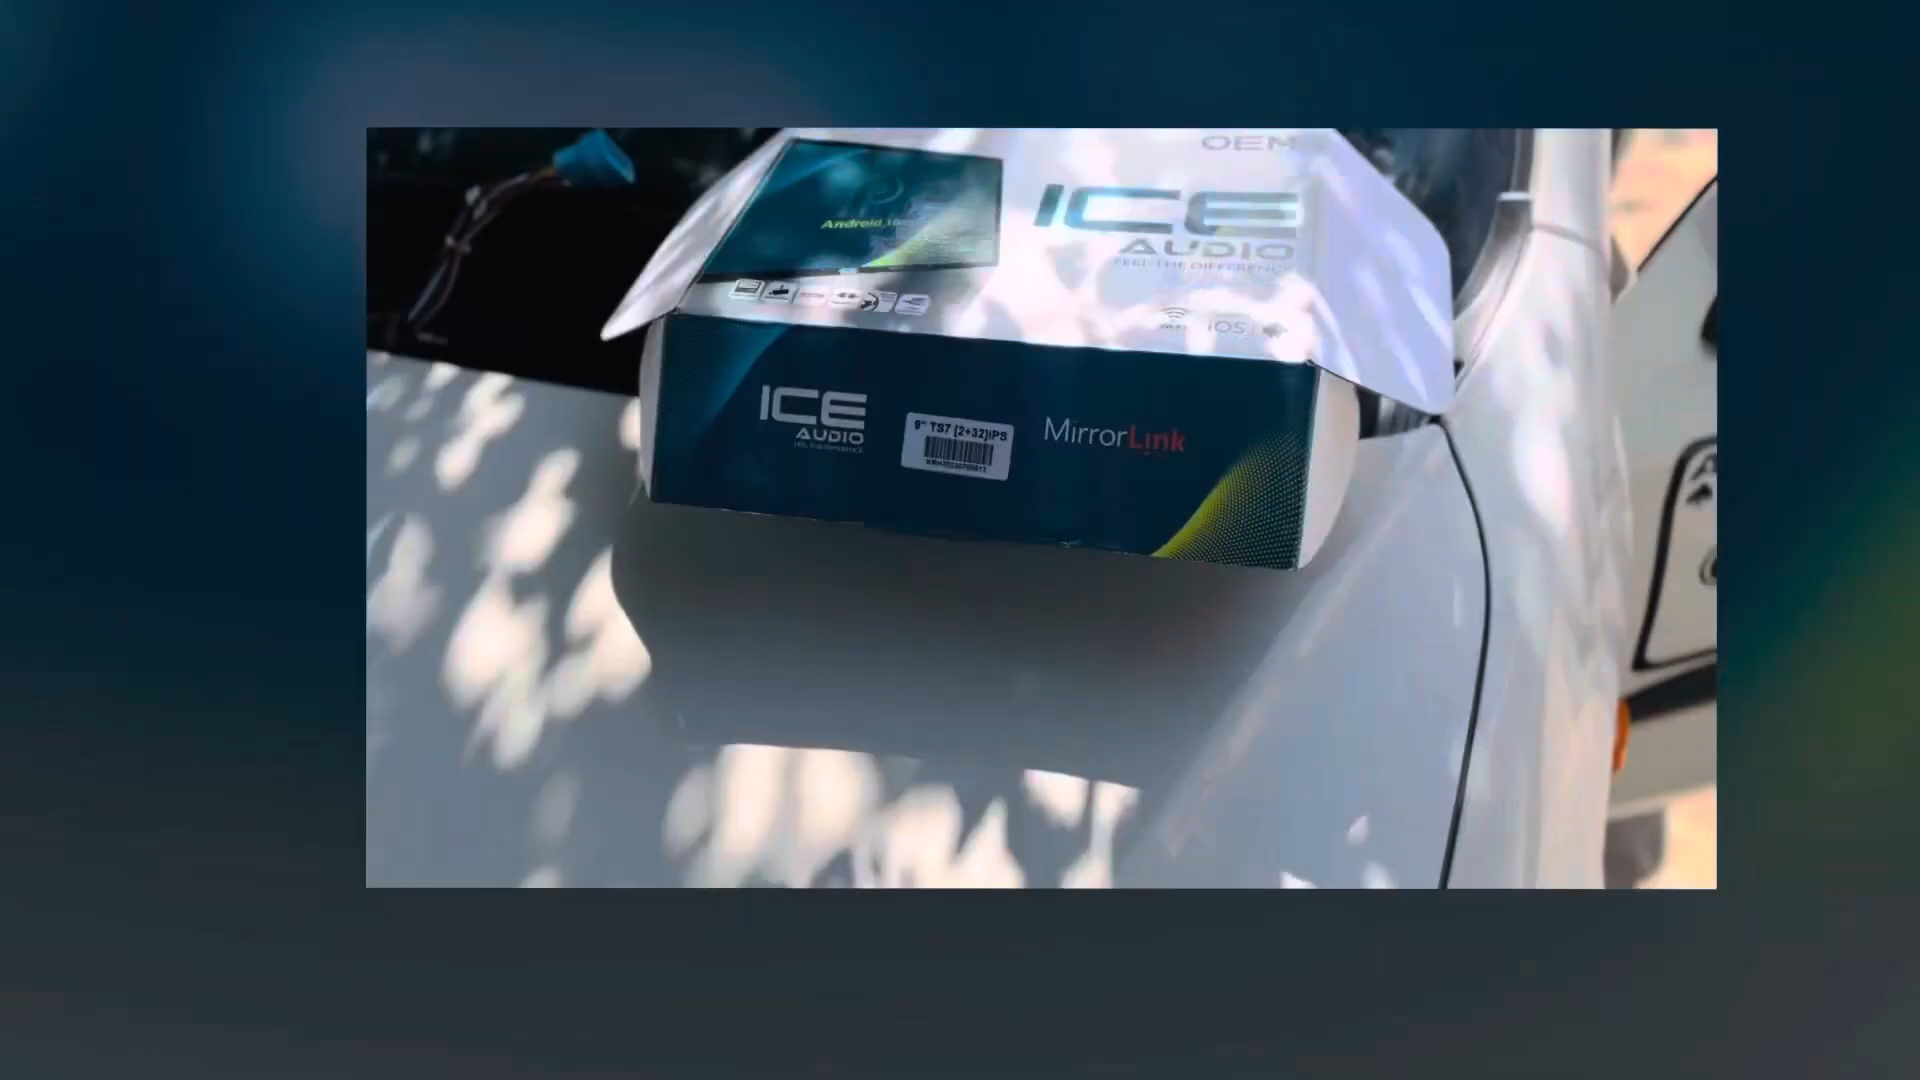 OEM
ICE
AUDIO
FEEL THE DIFFERENCE
Android
iOS
ICE
AUDIO
9" TS7 (2+32)IPS
MirrorLink